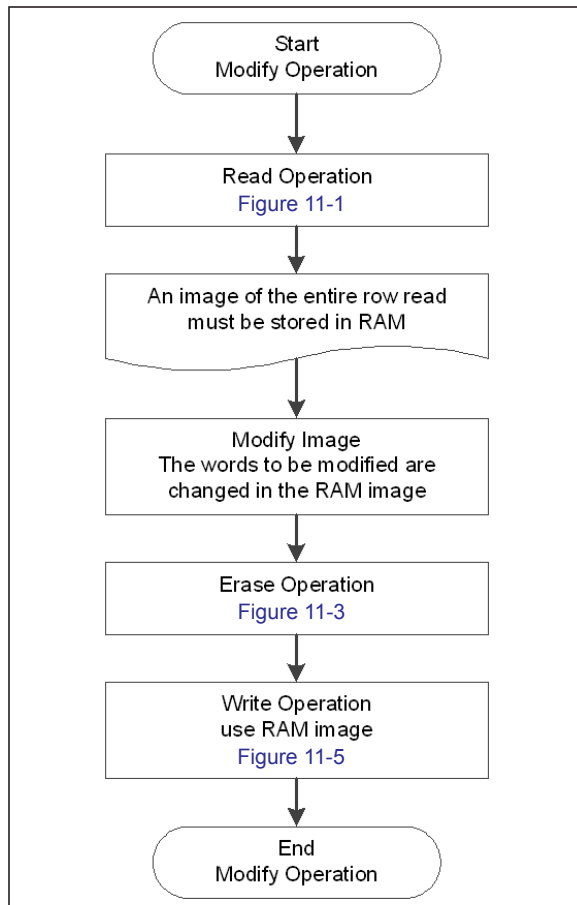 Start
Modify Operation
Read Operation
Figure 11-1
An image of the entire row read
must be stored in RAM
Modify Image
The words to be modified are
changed in the RAM image
Erase Operation
Figure 11-3
Write Operation
use RAM image
Figure 11-5
End
Modify Operation